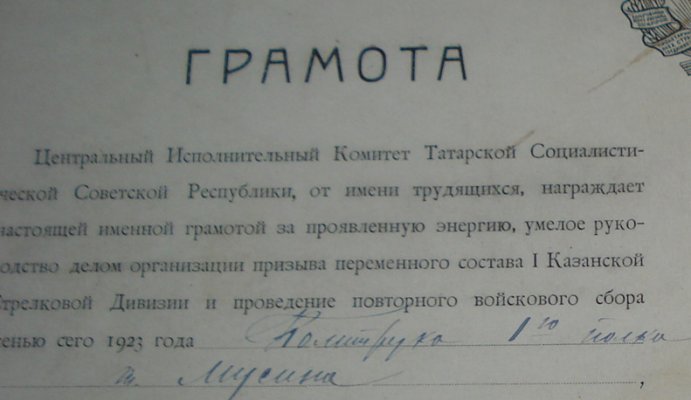 ГРАМОТА
Центральный Исполнительный Комитет Татарской Социалисти-
ческой Советской Республики, от имени трудящихся, награждает
настоящей именной грамотой за проявленную энергию, умелое руко-
водство делом организации призыва переменного состава I Казанской
Стрелковой Дивизии и проведение повторного войскового сбора
осенью сего 1923 года Политрука 1го полка
т. Мусина,